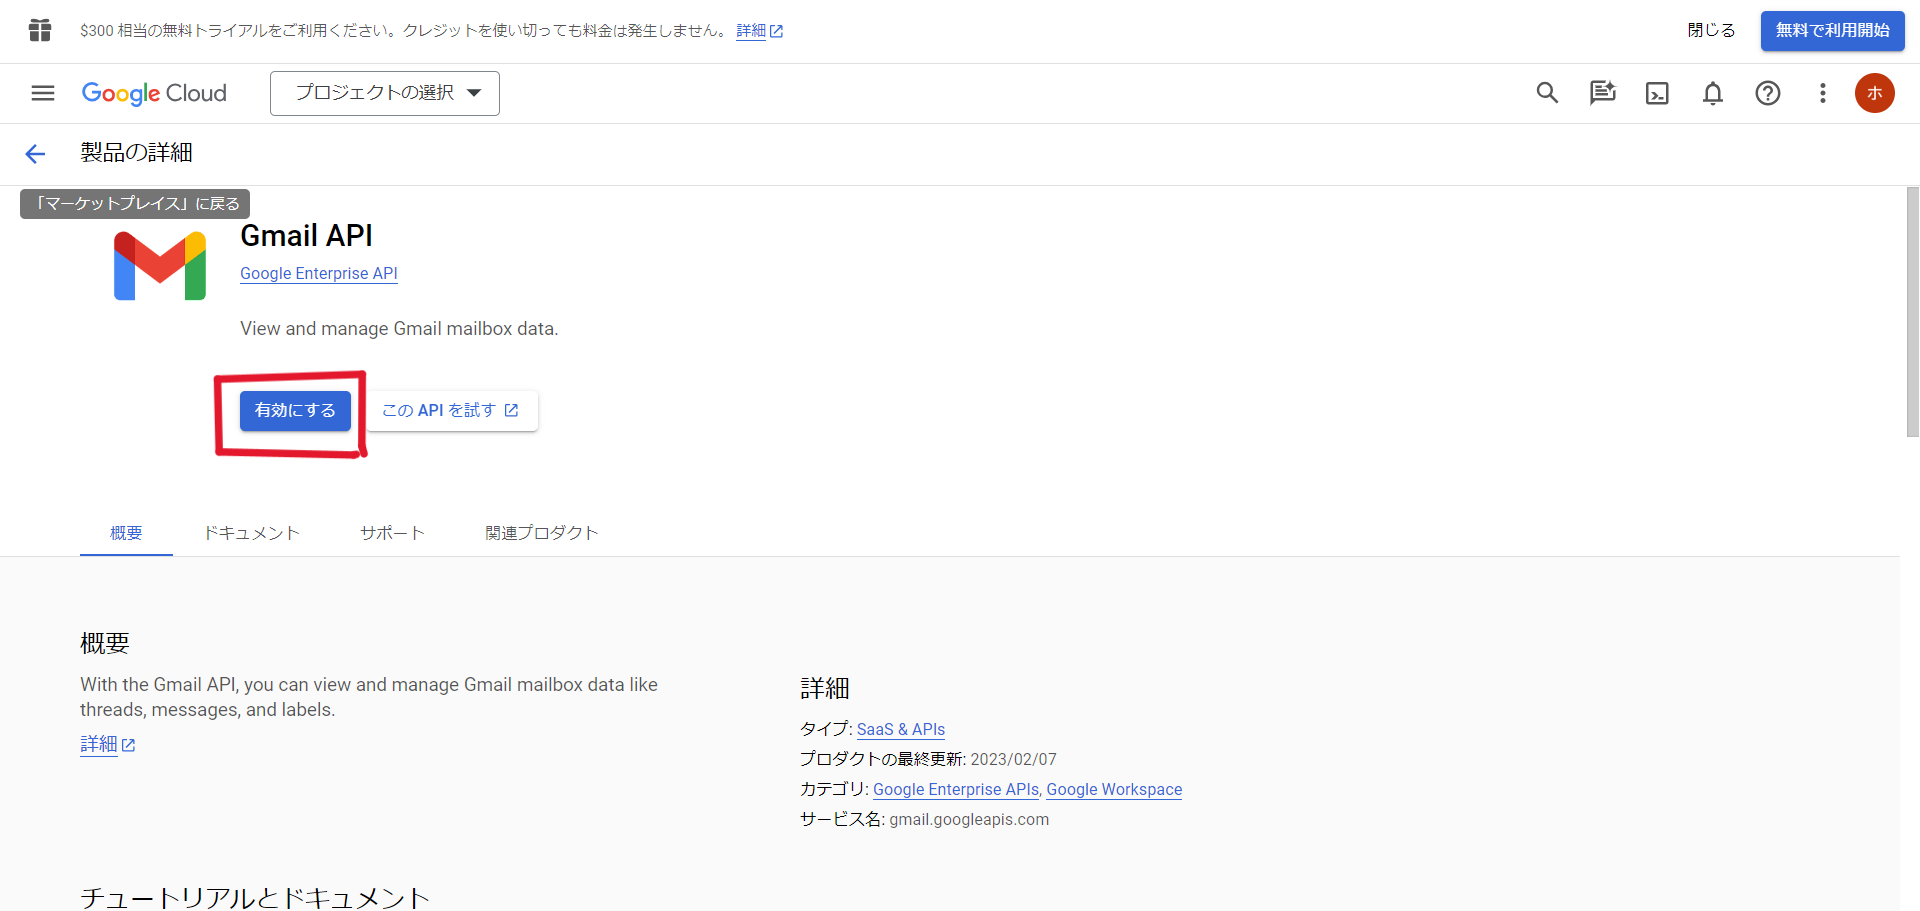 $300 相当の無料トライアルをご利用ください。クレジットを使い切っても料金は発生しません。 詳細
閉じる
無料で利用開始
Google Cloud
プロジェクトの選択
ホ
製品の詳細
「マーケットプレイス」に戻る
Gmail API
Google Enterprise API
View and manage Gmail mailbox data.
有効にする
この API を試す
概要
ドキュメント
サポート
関連プロダクト
概要
With the Gmail API, you can view and manage Gmail mailbox data like
threads, messages, and labels.
詳細
詳細
タイプ: SaaS & APIs
プロダクトの最終更新: 2023/02/07
カテゴリ: Google Enterprise APIs, Google Workspace
サービス名: gmail.googleapis.com
チュートリアルとドキュメント